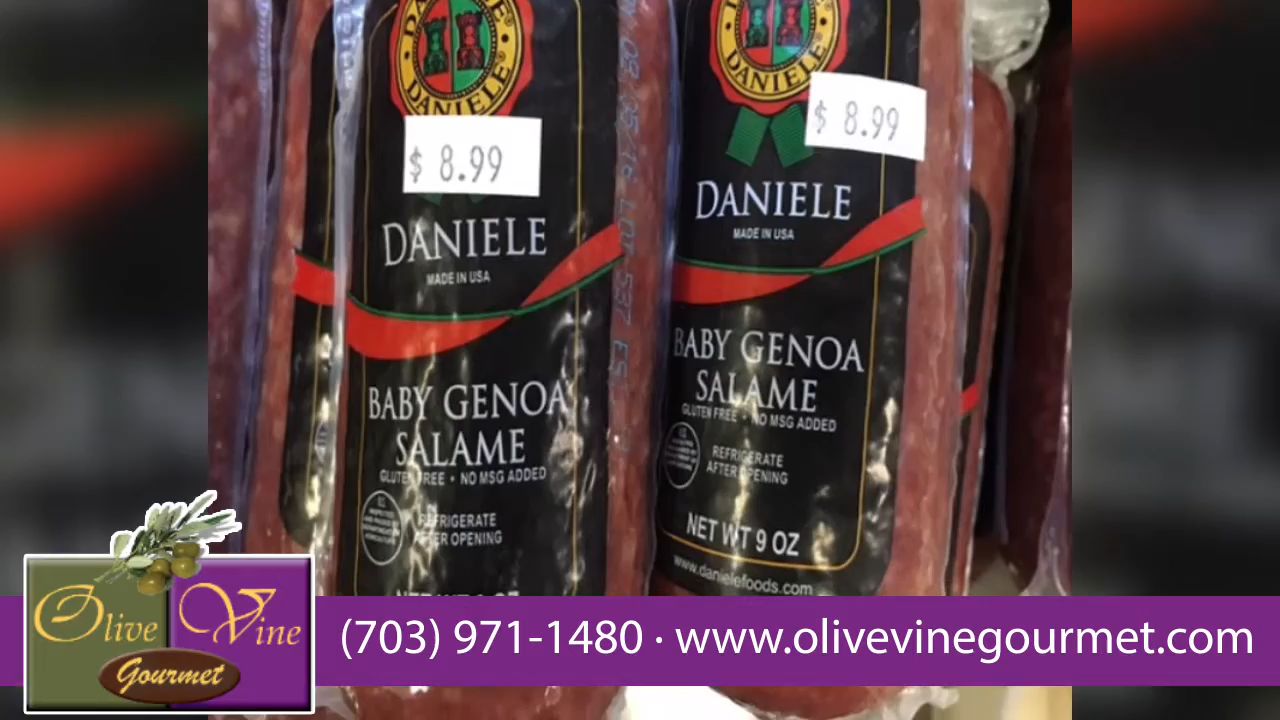 DANIELE
$ 8.99
DANIELE
MADE IN USA
BABY GENOA
SALAME
GLUTEN FREE • NO MSG ADDED
REFRIGERATE
AFTER OPENING
DANIELE
$ 8.99
DANIELE
MADE IN USA
BABY GENOA
SALAME
GLUTEN FREE • NO MSG ADDED
REFRIGERATE
AFTER OPENING
NET WT 9 OZ
www.danielefoods.com
Olive Vine
Gourmet
(703) 971-1480 · www.olivevinegourmet.com